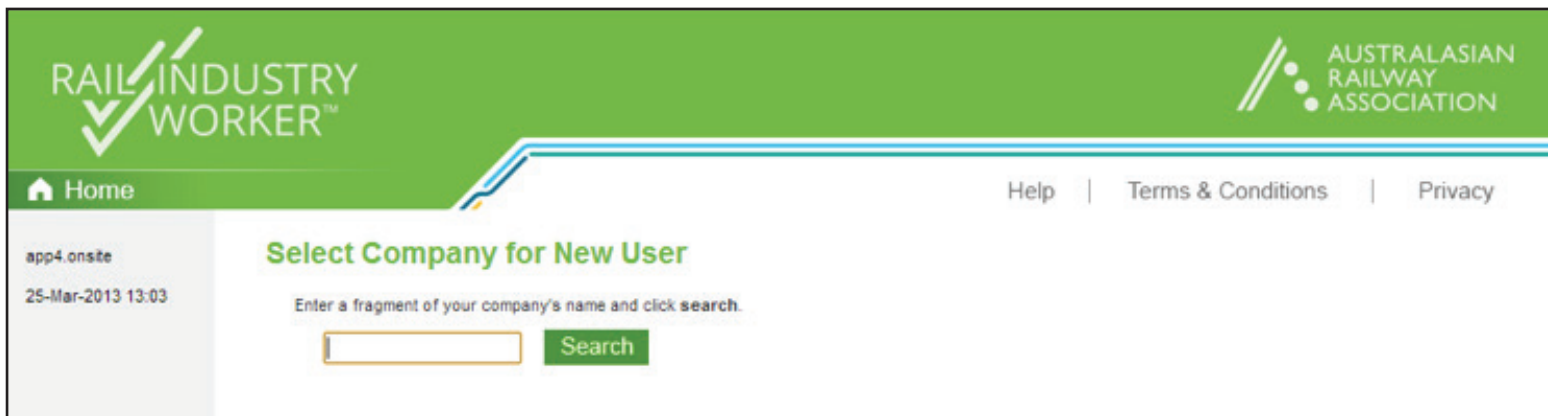 RAIL INDUSTRY
WORKER™
AUSTRALASIAN
RAILWAY
ASSOCIATION
Home
Help | Terms & Conditions | Privacy
app4.onsite
25-Mar-2013 13:03
Select Company for New User
Enter a fragment of your company's name and click search.
Search